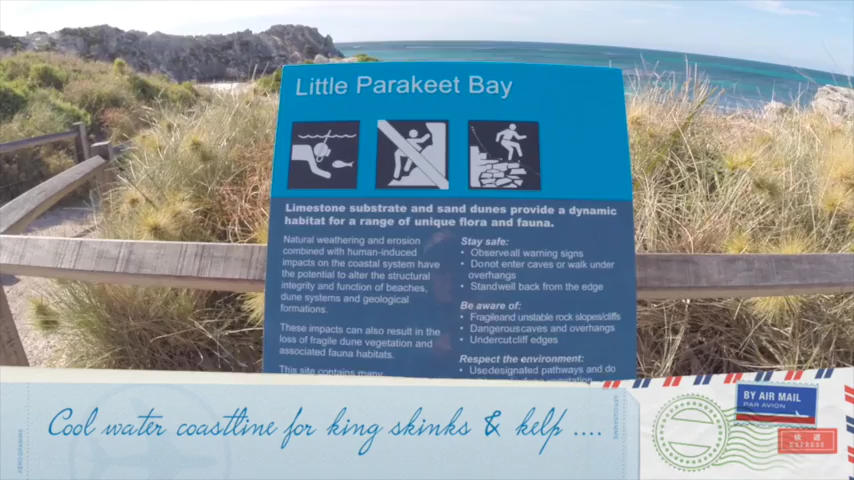 Little Parakeet Bay
Limestone substrate and sand dunes provide a dynamic
habitat for a range of unique flora and fauna.
Natural weathering and erosion
combined with human-induced
impacts on the coastal system have
the potential to alter the structural
integrity and function of beaches,
dune systems and geological
formations.
These impacts can also result in the
loss of fragile dune vegetation and
associated fauna habitats.
This site contains many
Stay safe:
• Observe all warning signs
• Do not enter caves or walk under
overhangs
• Stand well back from the edge
Be aware of:
• Fragile and unstable rock slopes/cliffs
• Dangerous caves and overhangs
• Undercut cliff edges
Respect the environment:
• Use designated pathways and do
Cool water coastline for king skinks & kelp ....
BY AIR MAIL
PAR AVION
EXPRESS